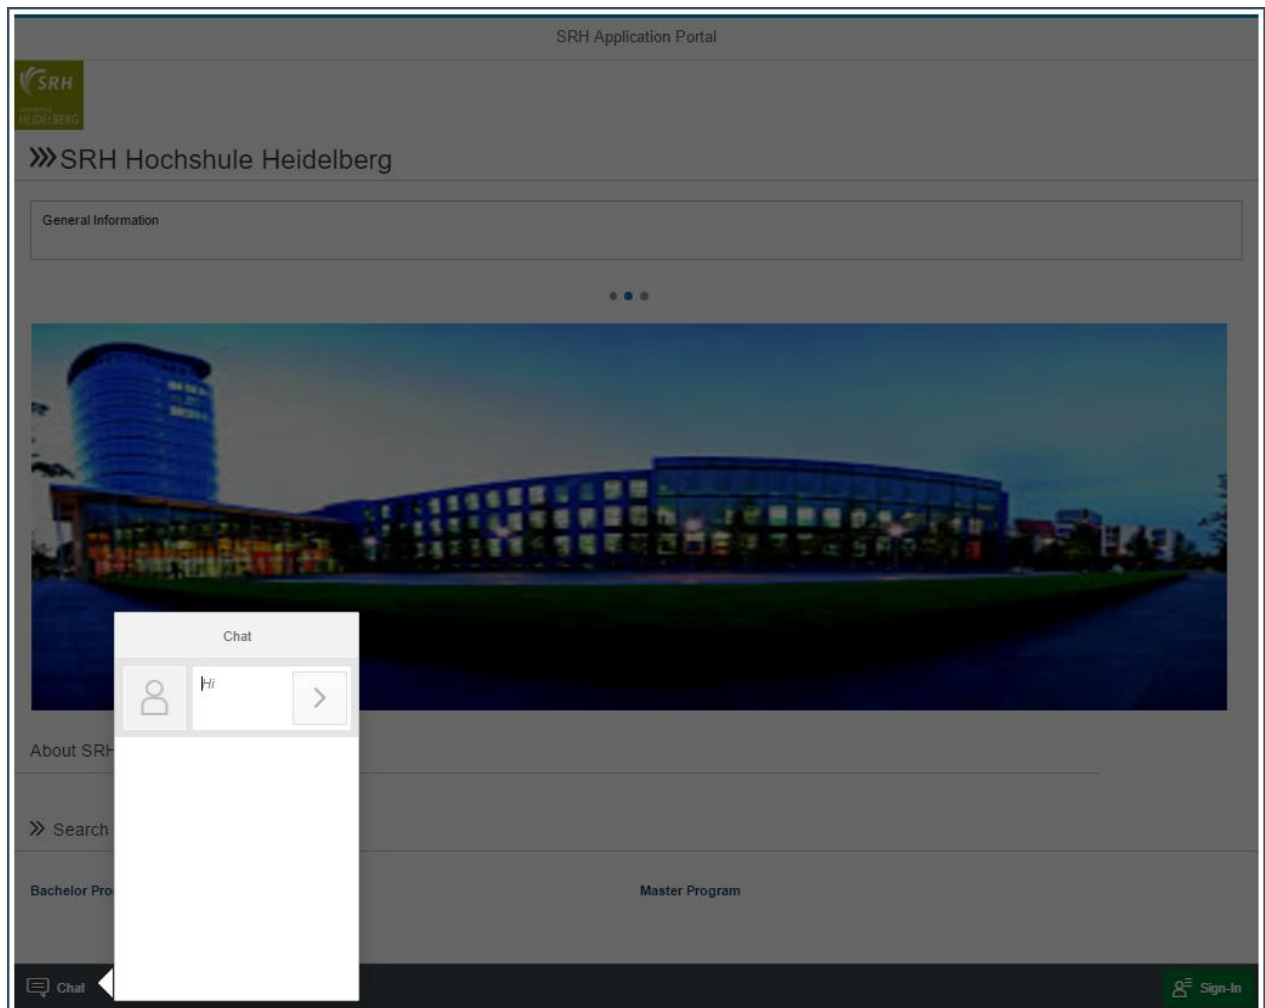 SRH Application Portal
SRH
HEIDELBERG
SRH Hochshule Heidelberg
General Information
Chat
Hi
About SRH
Search
Bachelor Pro
Master Program
Chat
Sign-In